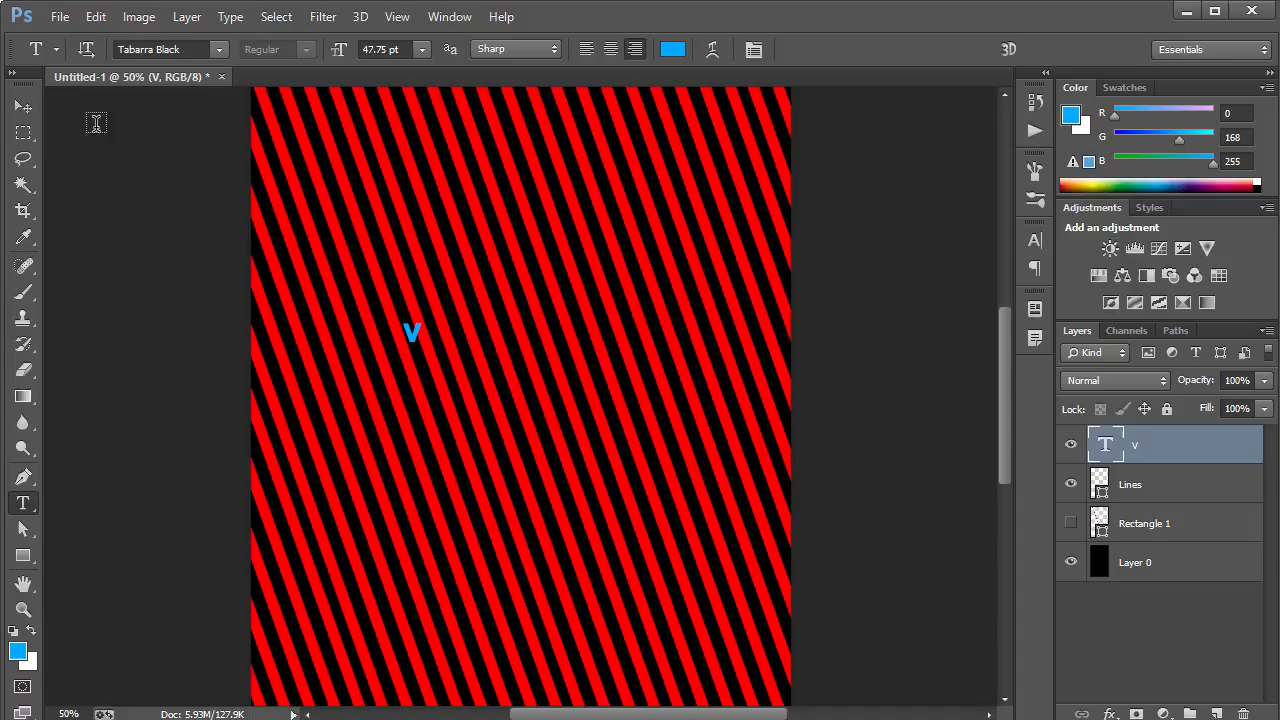 Ps File Edit Image Layer Type Select Filter 3D View Window Help
T Tabarra Black Regular 47.75 pt Sharp 3D Essentials
Untitled-1 @ 50% (V, RGB/8) *
Color Swatches
R 0
G 168
B 255
Adjustments Styles
Add an adjustment
v
Layers Channels Paths
Kind
Normal Opacity: 100%
Lock: Fill: 100%
T V
Lines
Rectangle 1
Layer 0
50% Doc: 5.93M/127.9K